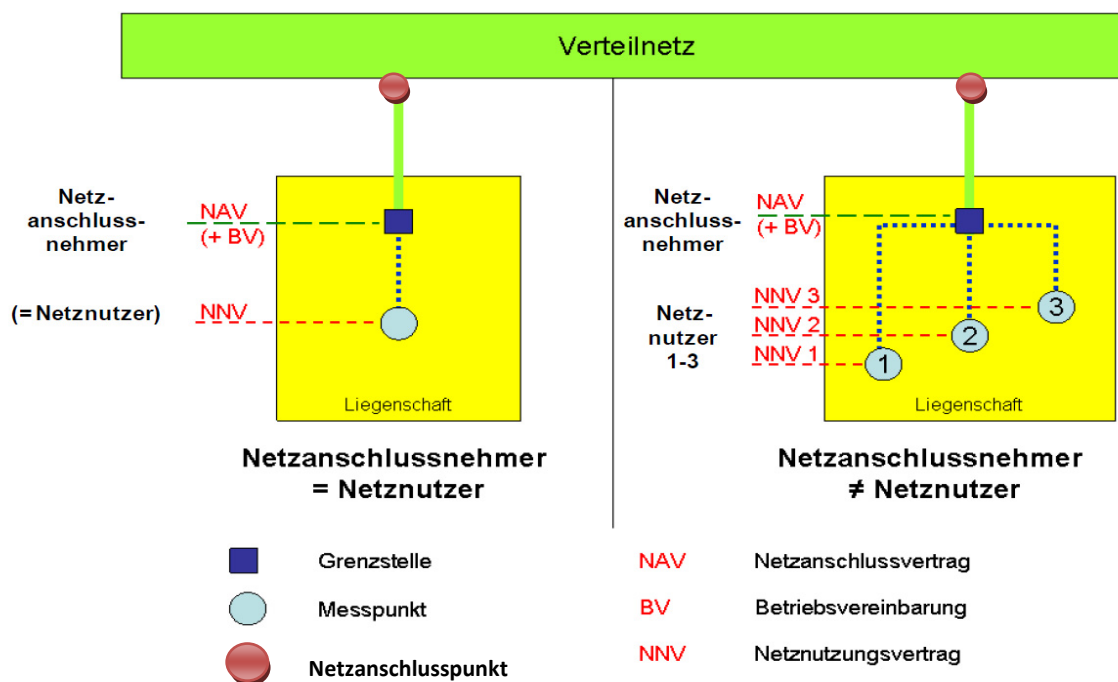 Verteilnetz
Netz-
anschluss-
nehmer
NAV
(+ BV)
(= Netznutzer)
NNV
Liegenschaft
Netzanschlussnehmer
= Netznutzer
Netz-
anschluss-
nehmer
NAV
(+ BV)
Netz-
nutzer
1-3
NNV 3
NNV 2
NNV 1
3
2
1
Liegenschaft
Netzanschlussnehmer
≠ Netznutzer
Grenzstelle
Messpunkt
Netzanschlusspunkt
NAV Netzanschlussvertrag
BV Betriebsvereinbarung
NNV Netznutzungsvertrag